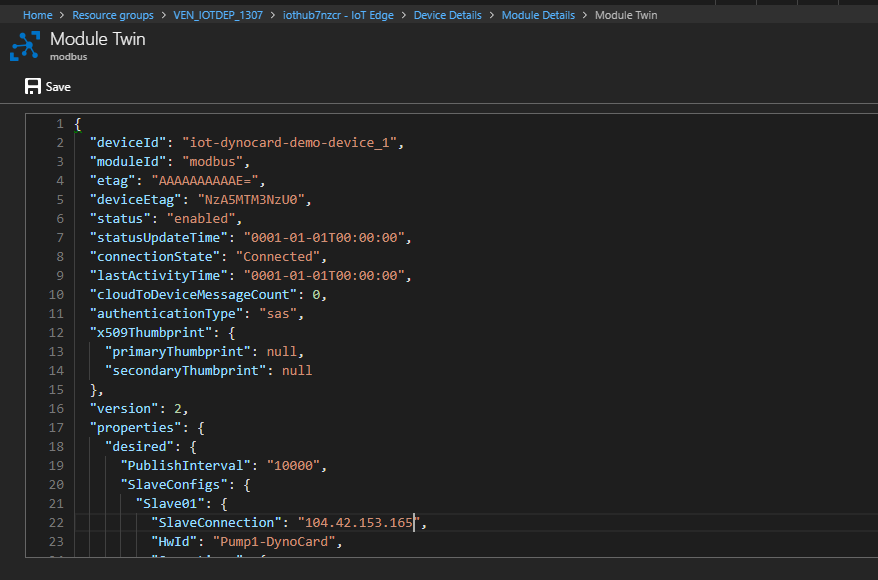 Home > Resource groups > VEN_IOTDEP_1307 > iothub7nzcr - IoT Edge > Device Details > Module Details > Module Twin
Module Twin
modbus
Save
1 {
2 "deviceId": "iot-dynocard-demo-device_1",
3 "moduleId": "modbus",
4 "etag": "AAAAAAAAAAE=",
5 "deviceEtag": "NzA5MTM3NzU0",
6 "status": "enabled",
7 "statusUpdateTime": "0001-01-01T00:00:00",
8 "connectionState": "Connected",
9 "lastActivityTime": "0001-01-01T00:00:00",
10 "cloudToDeviceMessageCount": 0,
11 "authenticationType": "sas",
12 "x509Thumbprint": {
13 "primaryThumbprint": null,
14 "secondaryThumbprint": null
15 },
16 "version": 2,
17 "properties": {
18 "desired": {
19 "PublishInterval": "10000",
20 "SlaveConfigs": {
21 "Slave01": {
22 "SlaveConnection": "104.42.153.165",
23 "HwId": "Pump1-DynoCard",